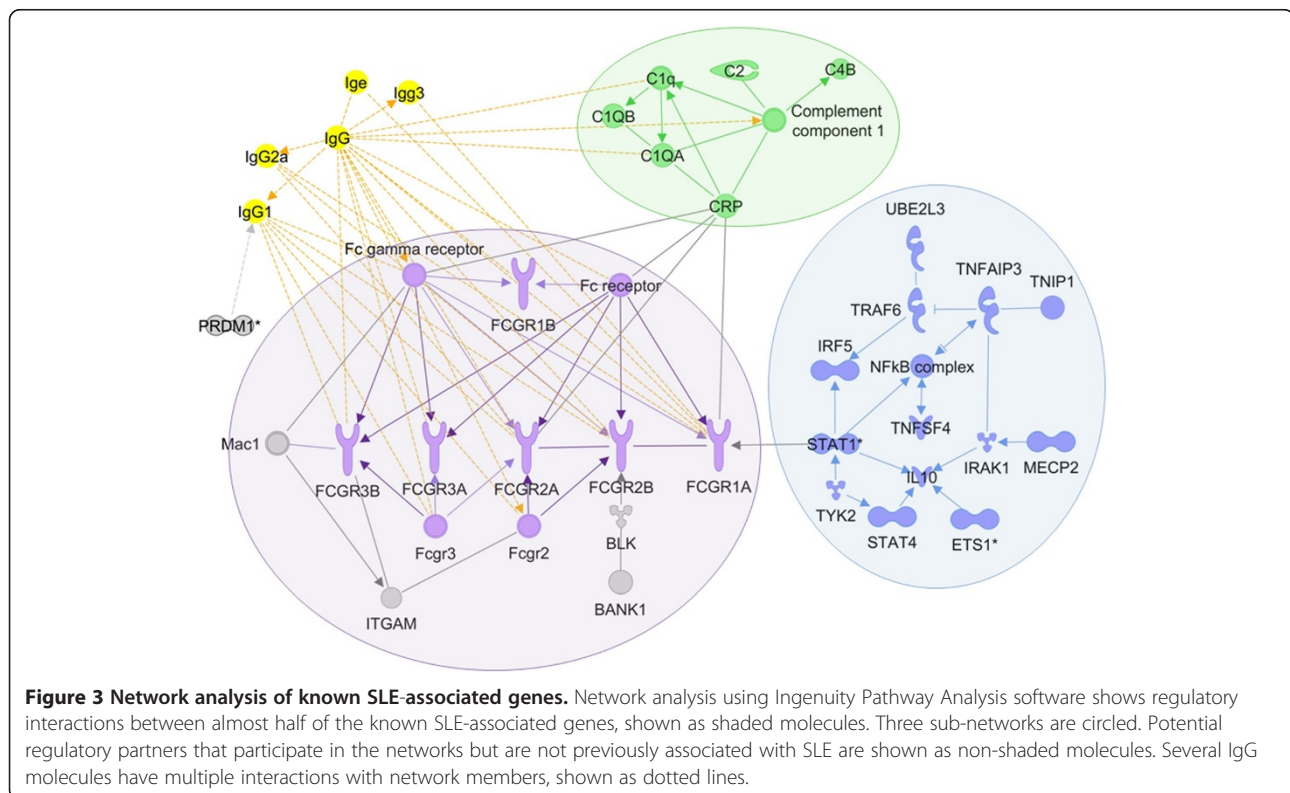 Ige
Igg3
IgG
IgG2a
IgG1
PRDM1*
C1q
C2
C4B
C1QB
Complement
component 1
C1QA
CRP
Fc gamma receptor
Fc receptor
FCGR1B
Mac1
FCGR3B
FCGR3A
FCGR2A
FCGR2B
FCGR1A
Fcgr3
Fcgr2
BLK
BANK1
ITGAM
UBE2L3
TNFAIP3
TNIP1
TRAF6
IRF5
NFkB complex
TNFSF4
STAT1*
IL10
IRAK1
MECP2
TYK2
STAT4
ETS1*
Figure 3 Network analysis of known SLE-associated genes. Network analysis using Ingenuity Pathway Analysis software shows regulatory
interactions between almost half of the known SLE-associated genes, shown as shaded molecules. Three sub-networks are circled. Potential
regulatory partners that participate in the networks but are not previously associated with SLE are shown as non-shaded molecules. Several IgG
molecules have multiple interactions with network members, shown as dotted lines.